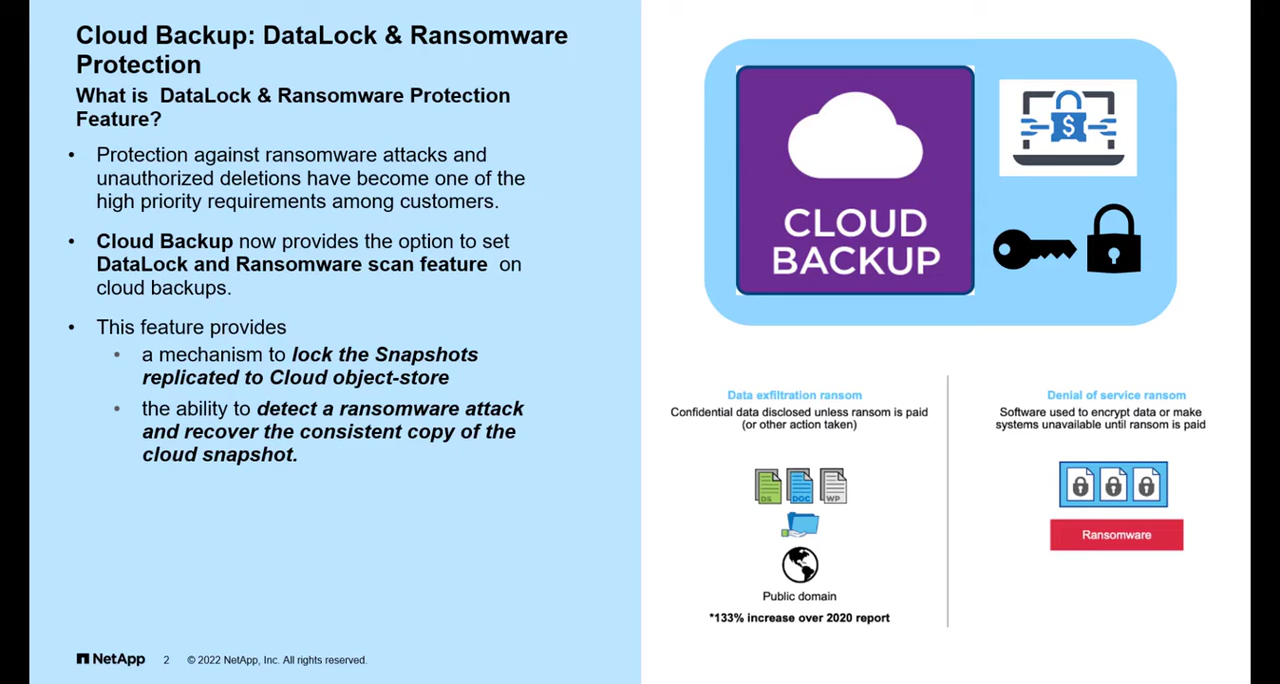 Cloud Backup: DataLock & Ransomware
Protection
What is  DataLock & Ransomware Protection
Feature?
• Protection against ransomware attacks and
unauthorized deletions have become one of the
high priority requirements among customers.
• Cloud Backup now provides the option to set
DataLock and Ransomware scan feature  on
cloud backups.
• This feature provides
• a mechanism to lock the Snapshots
replicated to Cloud object-store
• the ability to detect a ransomware attack
and recover the consistent copy of the
cloud snapshot.
NetApp 2 © 2022 NetApp, Inc. All rights reserved.
CLOUD
BACKUP
$
Data exfiltration ransom
Confidential data disclosed unless ransom is paid
(or other action taken)
DS DOC WP
Public domain
*133% increase over 2020 report
Denial of service ransom
Software used to encrypt data or make
systems unavailable until ransom is paid
Ransomware